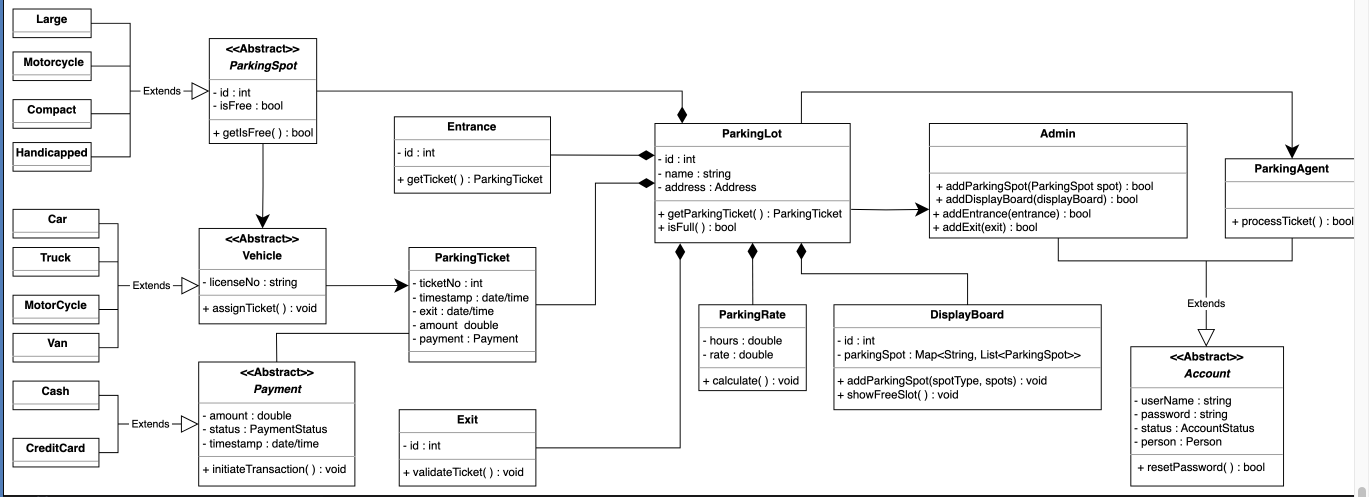 Large
Motorcycle
Compact
Handicapped
Extends
<<Abstract>>
ParkingSpot
- id : int
- isFree : bool
+ getIsFree( ) : bool
Entrance
- id : int
+ getTicket( ) : ParkingTicket
ParkingLot
- id : int
- name : string
- address : Address
+ getParkingTicket( ) : ParkingTicket
+ isFull( ) : bool
Admin
+ addParkingSpot(ParkingSpot spot) : bool
+ addDisplayBoard(displayBoard) : bool
+ addEntrance(entrance) : bool
+ addExit(exit) : bool
ParkingAgent
+ processTicket( ) : bool
Car
Truck
MotorCycle
Van
Extends
<<Abstract>>
Vehicle
- licenseNo : string
+ assignTicket( ) : void
ParkingTicket
- ticketNo : int
- timestamp : date/time
- exit : date/time
- amount  double
- payment : Payment
ParkingRate
- hours : double
- rate : double
+ calculate( ) : void
DisplayBoard
- id : int
- parkingSpot : Map<String, List<ParkingSpot>>
+ addParkingSpot(spotType, spots) : void
+ showFreeSlot( ) : void
Extends
<<Abstract>>
Account
- userName : string
- password : string
- status : AccountStatus
- person : Person
+ resetPassword( ) : bool
Cash
CreditCard
Extends
<<Abstract>>
Payment
- amount : double
- status : PaymentStatus
- timestamp : date/time
+ initiateTransaction( ) : void
Exit
- id : int
+ validateTicket( ) : void